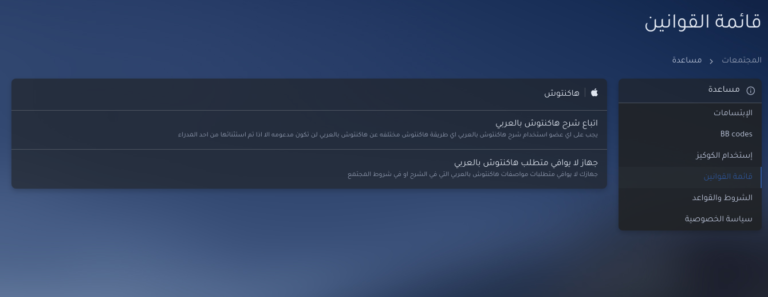 قائمة القوانين
المجتمعات › مساعدة
مساعدة
الإبتسامات
BB codes
إستخدام الكوكيز
قائمة القوانين
الشروط والقواعد
سياسة الخصوصية
هاكنتوش
اتباع شرح هاكنتوش بالعربي
يجب على اي عضو استخدام شرح هاكنتوش بالعربي اي طريقة هاكنتوش مختلفه عن هاكنتوش بالعربي لن تكون مدعومه الا اذا تم استثنائها من احد المدراء
جهاز لا يوافي متطلب هاكنتوش بالعربي
جهازك لا يوافي متطلبات مواصفات هاكنتوش بالعربي التي في الشرح او في شروط المجتمع